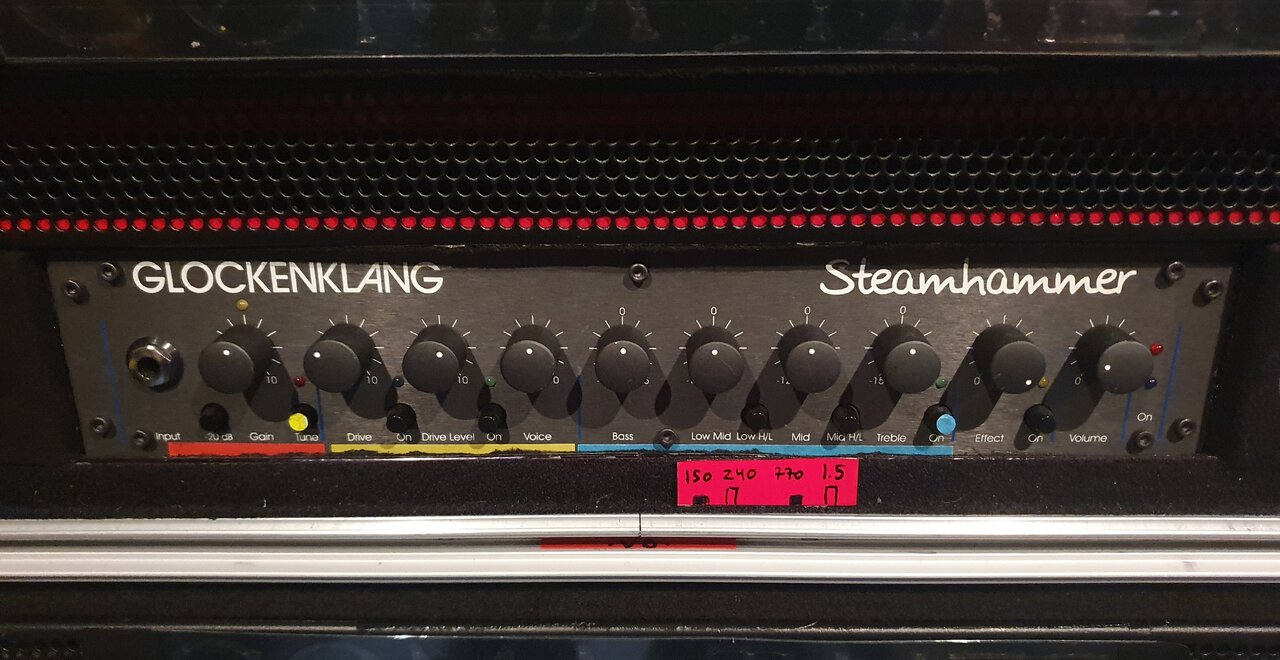 GLOCKENKLANG
Steamhammer
0 0 0 0
10 10 10 0 -15 -12 -15 0 0
On
Input -20 dB Gain Tune Drive On Drive Level On Voice Bass Low Mid Low H/L Mid Mid H/L Treble On Effect On Volume
150 240 770 1.5